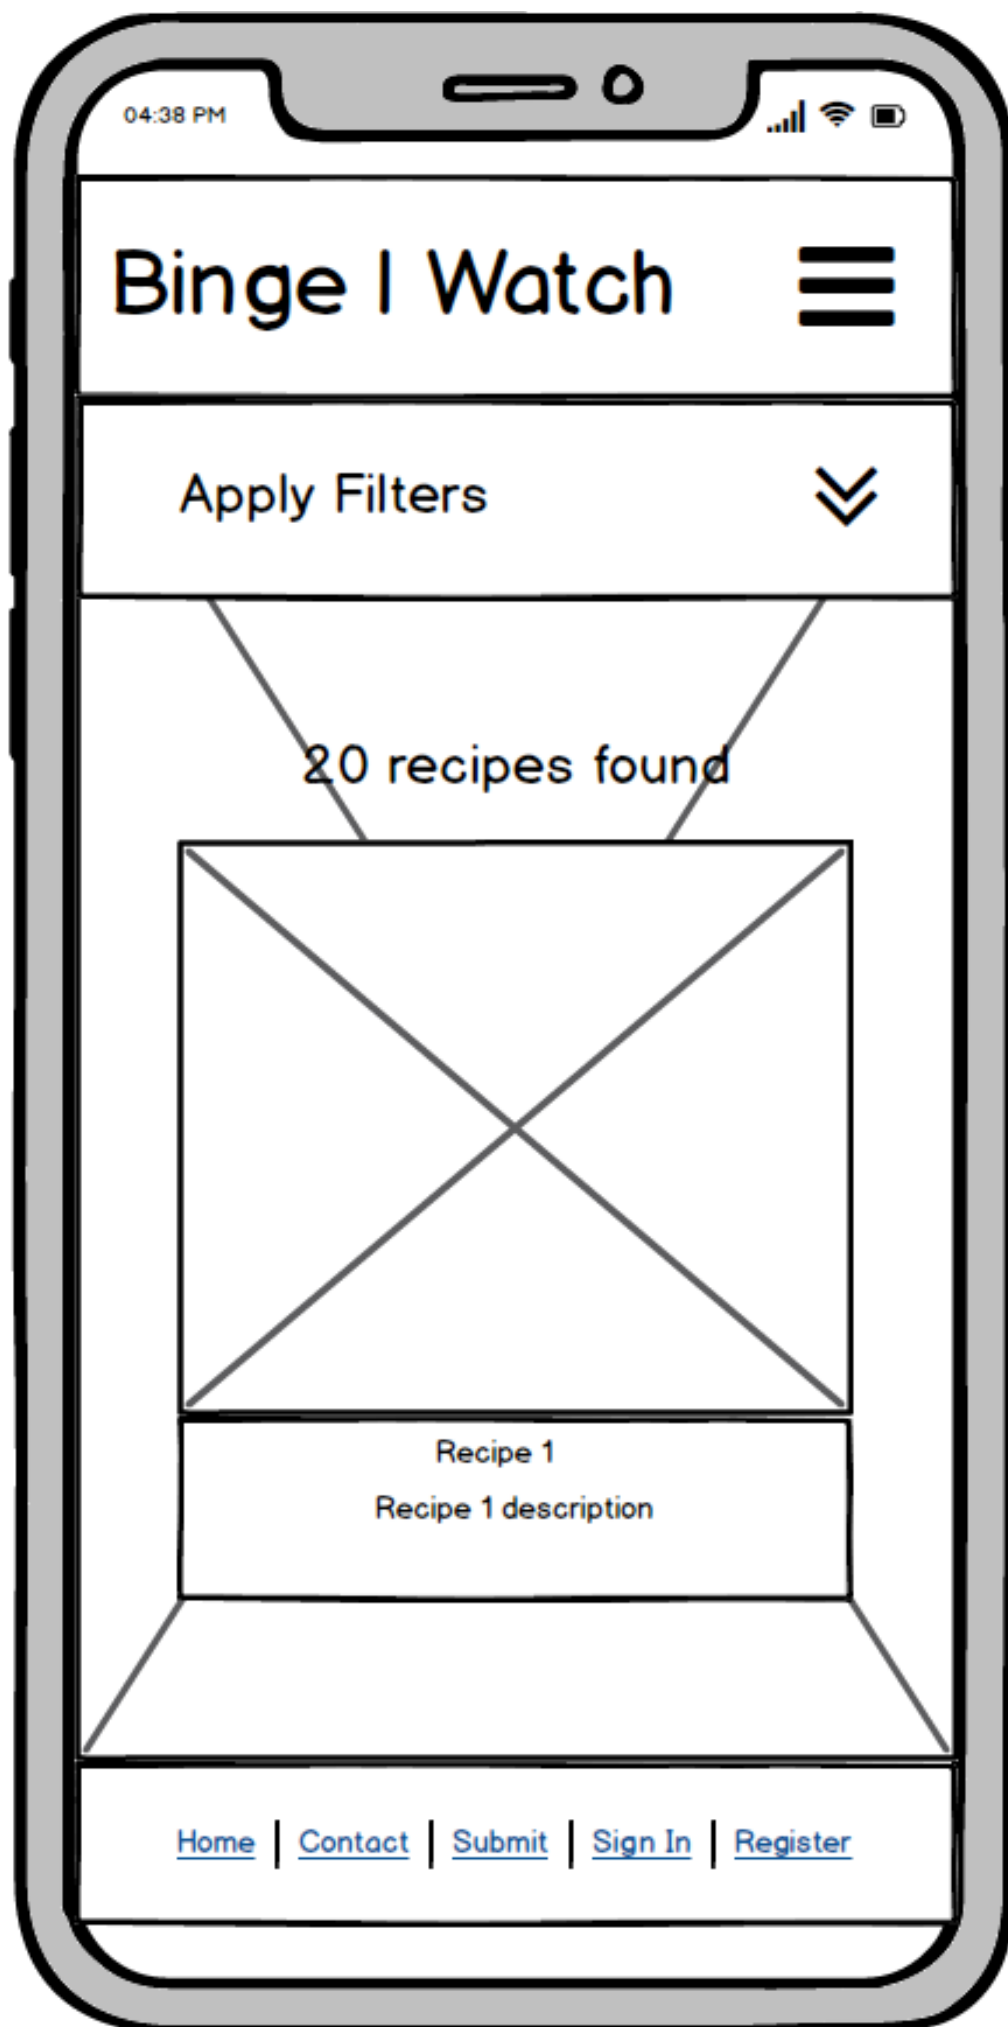 04:38 PM
Binge | Watch
Apply Filters
20 recipes found
Recipe 1
Recipe 1 description
Home | Contact | Submit | Sign In | Register